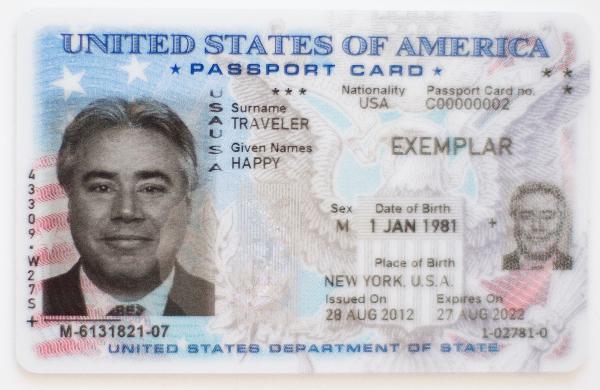 UNITED STATES OF AMERICA
★ PASSPORT CARD ★
USAUSA
***
Nationality
USA
Passport Card no.
C00000002
***
Surname
TRAVELER
Given Names
HAPPY
EXEMPLAR
Sex
M
Date of Birth
1 JAN 1981
Place of Birth
NEW YORK, U.S.A.
Issued On
28 AUG 2012
Expires On
27 AUG 2022
43309★W27S
M-6131821-07
1-02781-0
UNITED STATES DEPARTMENT OF STATE